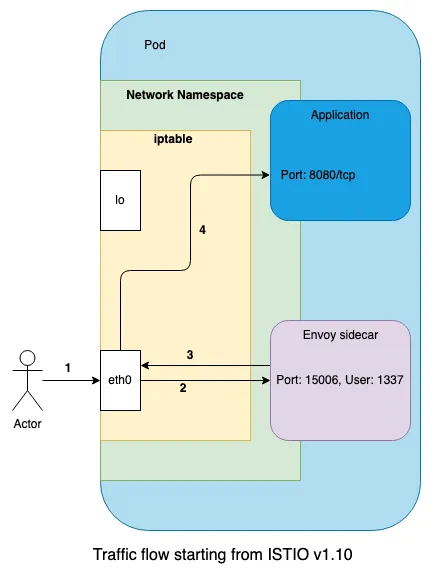 Pod
Network Namespace
Application
iptable
Port: 8080/tcp
lo
4
Envoy sidecar
3
1
eth0
2
Port: 15006, User: 1337
Actor
Traffic flow starting from ISTIO v1.10